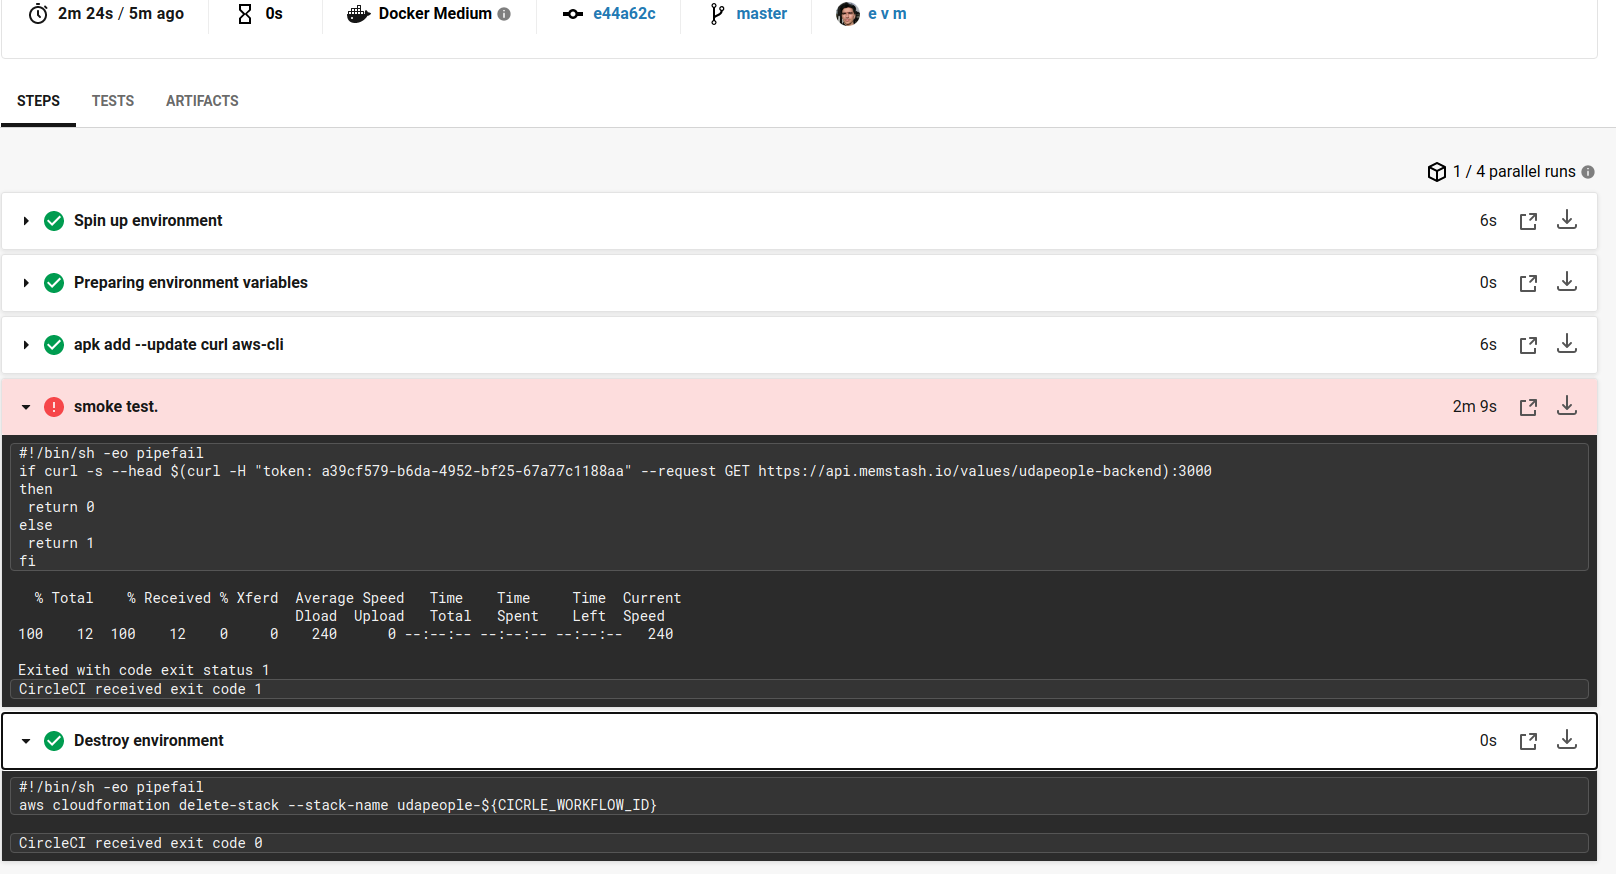 2m 24s / 5m ago 0s Docker Medium e44a62c master e v m
STEPS TESTS ARTIFACTS
1 / 4 parallel runs
Spin up environment 6s
Preparing environment variables 0s
apk add --update curl aws-cli 6s
smoke test. 2m 9s
#!/bin/sh -eo pipefail
if curl -s --head $(curl -H "token: a39cf579-b6da-4952-bf25-67a77c1188aa" --request GET https://api.memstash.io/values/udapeople-backend):3000
then
 return 0
else
 return 1
fi
% Total % Received % Xferd Average Speed Time Time Time Current
Dload Upload Total Spent Left Speed
100 12 100 12 0 0 240 0 --:--:-- --:--:-- --:--:-- 240
Exited with code exit status 1
CircleCI received exit code 1
Destroy environment 0s
#!/bin/sh -eo pipefail
aws cloudformation delete-stack --stack-name udapeople-${CICRLE_WORKFLOW_ID}
CircleCI received exit code 0